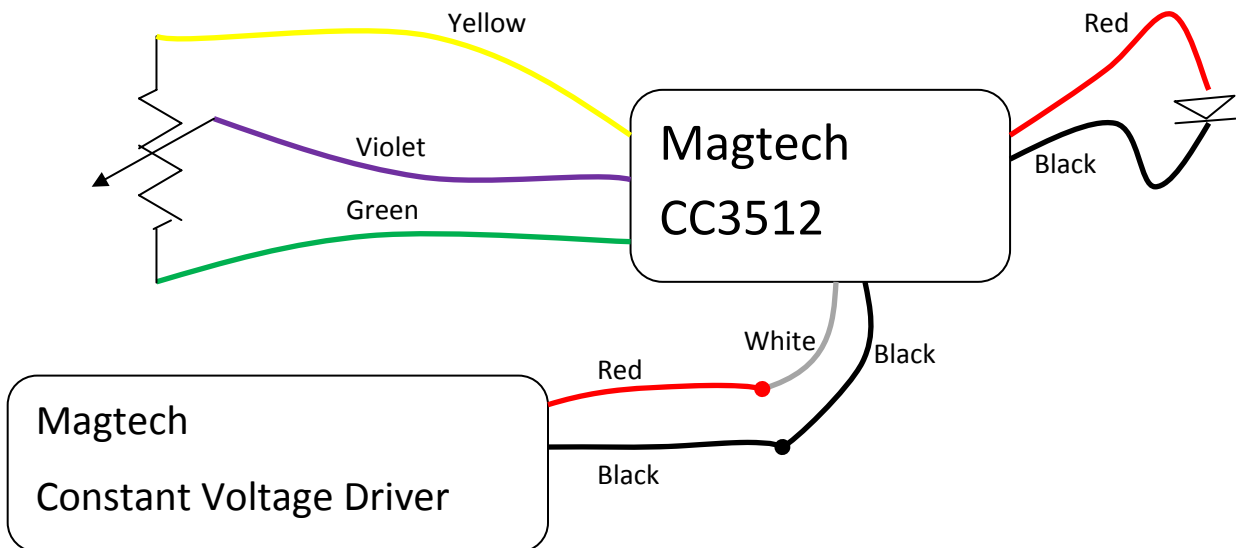 Yellow
Red
Violet
Magtech
Black
Green
CC3512
White
Black
Red
Magtech
Black
Constant Voltage Driver